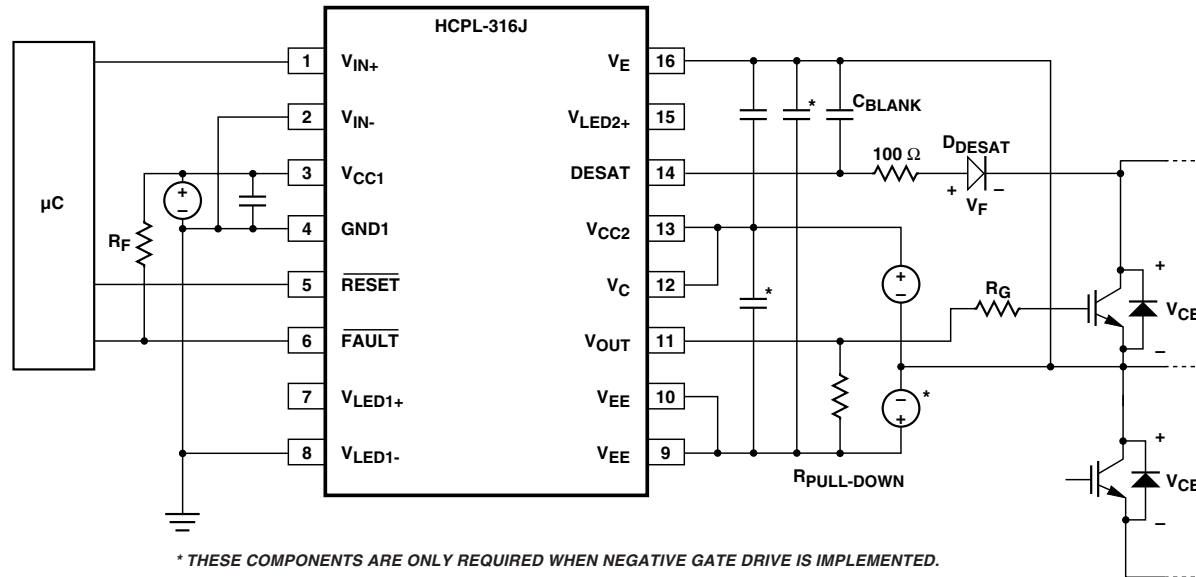 HCPL-316J
µC
1 VIN+
2 VIN-
3 VCC1
4 GND1
5 RESET
6 FAULT
7 VLED1+
8 VLED1-
VE 16
VLED2+ 15
DESAT 14
VCC2 13
VC 12
VOUT 11
VEE 10
VEE 9
RF
+
−
*
CBLANK
100 Ω
DDESAT
+ −
VF
+
−
*
RG
+
VCE
−
−
+
*
RPULL-DOWN
+
VCE
−
* THESE COMPONENTS ARE ONLY REQUIRED WHEN NEGATIVE GATE DRIVE IS IMPLEMENTED.